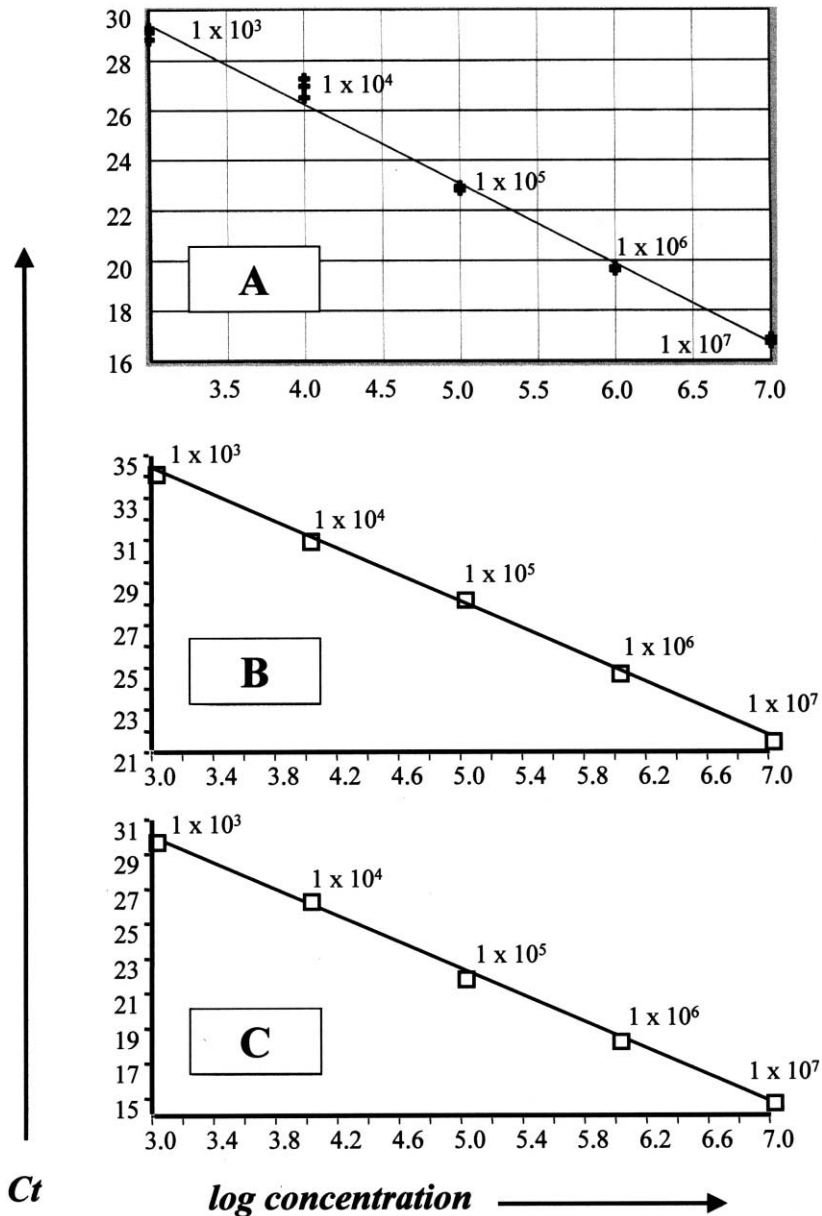 30
1 x 10³
28
1 x 10⁴
26
24
1 x 10⁵
22
1 x 10⁶
20
A
18
1 x 10⁷
16
3.5 4.0 4.5 5.0 5.5 6.0 6.5 7.0
35
1 x 10³
33
1 x 10⁴
31
1 x 10⁵
29
27
1 x 10⁶
B
25
1 x 10⁷
23
21
3.0 3.4 3.8 4.2 4.6 5.0 5.4 5.8 6.2 6.6 7.0
31
1 x 10³
29
1 x 10⁴
27
25
1 x 10⁵
23
21
1 x 10⁶
19
C
17
1 x 10⁷
15
3.0 3.4 3.8 4.2 4.6 5.0 5.4 5.8 6.2 6.6 7.0
Ct
log concentration